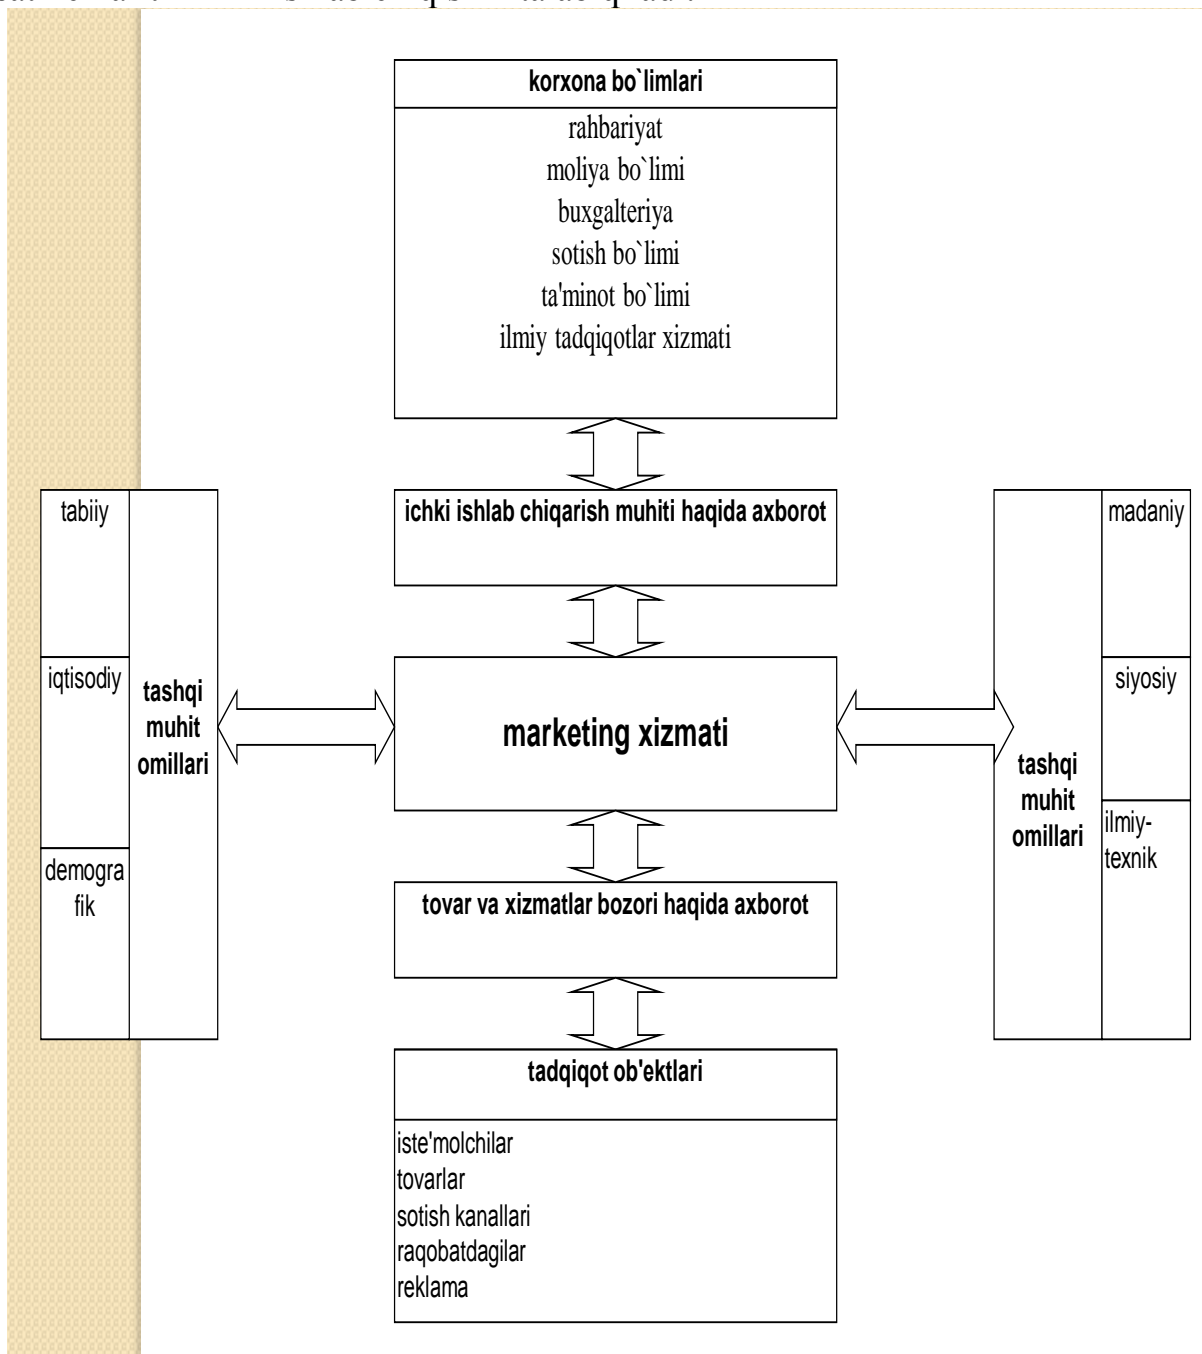 korxona bo`limlari
rahbariyat
moliya bo`limi
buxgalteriya
sotish bo`limi
ta'minot bo`limi
ilmiy tadqiqotlar xizmati
ichki ishlab chiqarish muhiti haqida axborot
tabiiy
iqtisodiy
demogra
fik
tashqi
muhit
omillari
marketing xizmati
tashqi
muhit
omillari
madaniy
siyosiy
ilmiy-
texnik
tovar va xizmatlar bozori haqida axborot
tadqiqot ob'ektlari
iste'molchilar
tovarlar
sotish kanallari
raqobatdagilar
reklama